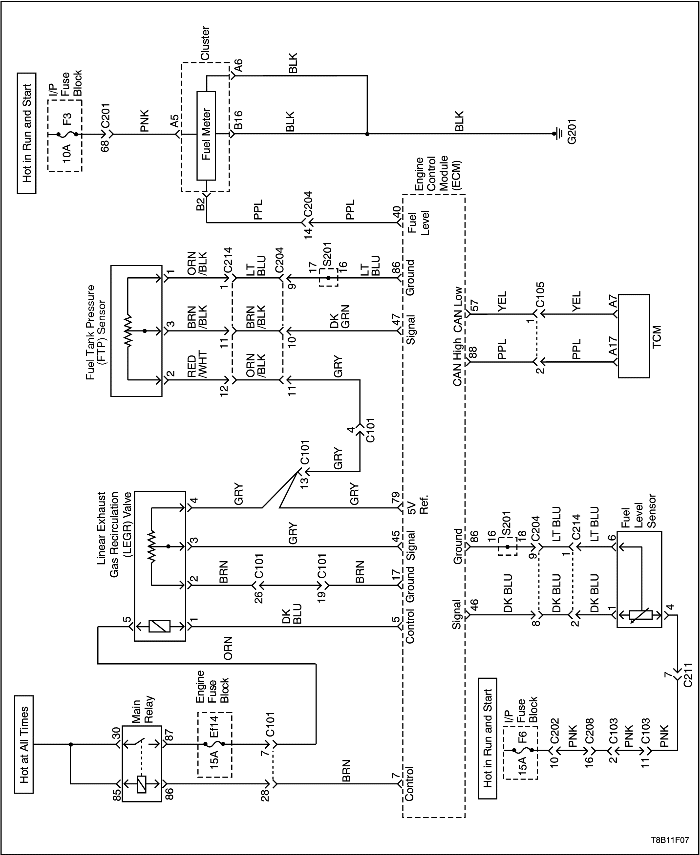 Hot in Run and Start
I/P
Fuse
Block
F3
10A
68
C201
PNK
A5
Cluster
Fuel Meter
A6
BLK
B16
BLK
BLK
G201
B2
PPL
14
C204
PPL
40
Fuel
Level
Engine
Control
Module
(ECM)
Fuel Tank Pressure
(FTP) Sensor
1
ORN
/BLK
1
C214
LT
BLU
9
C204
17
S201
16
LT
BLU
86
Ground
3
BRN
/BLK
11
BRN
/BLK
10
DK
GRN
47
Signal
2
RED
/WHT
12
ORN
/BLK
11
GRY
4
C101
GRY
13
C101
57
CAN Low
YEL
1
C105
YEL
A7
88
CAN High
PPL
2
PPL
A17
TCM
Linear Exhaust
Gas Recirculation
(LEGR) Valve
4
GRY
GRY
79
5V
Ref.
3
GRY
45
Signal
2
BRN
26
C101
19
C101
BRN
17
Ground
5
1
DK
BLU
5
Control
ORN
86
Ground
16
S201
18
9
C204
LT BLU
1
C214
LT BLU
6
Fuel
Level
Sensor
46
Signal
DK BLU
8
DK BLU
2
DK BLU
1
4
7
C211
Hot at All Times
Main
Relay
30
87
85
86
Engine
Fuse
Block
Ef14
15A
7
C101
28
BRN
7
Control
Hot in Run and Start
I/P
Fuse
Block
F6
15A
10
C202
PNK
16
C208
2
C103
PNK
11
C103
PNK
T8B11F07